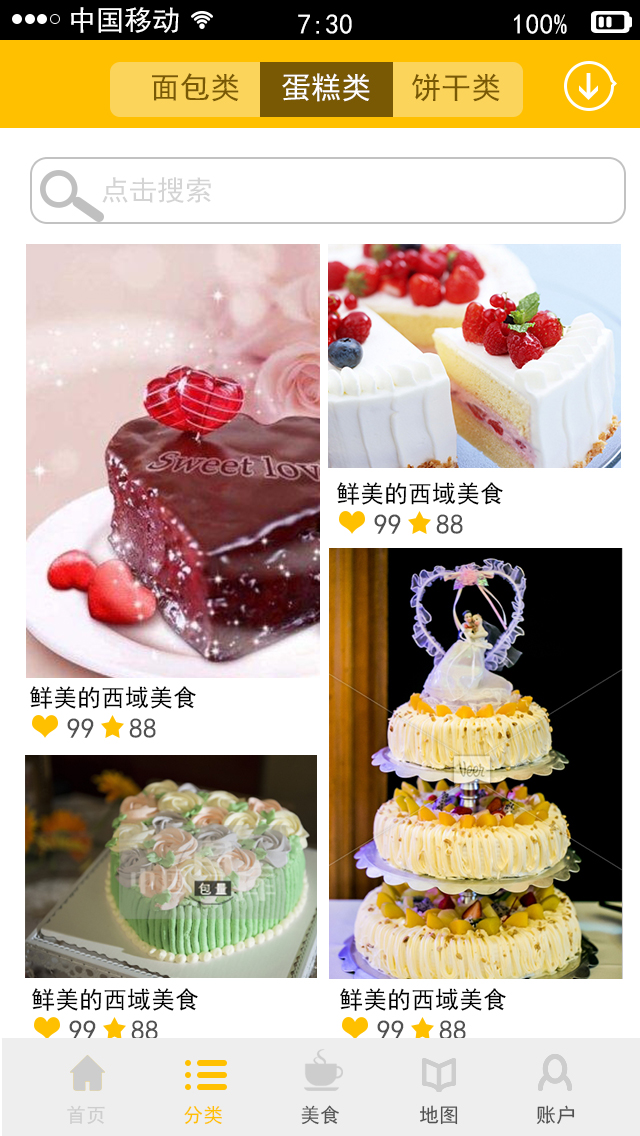 中国移动 7:30 100%
面包类 蛋糕类 饼干类
点击搜索
Sweet lov
鲜美的西域美食
99 88
鲜美的西域美食
99 88
Veer
包量
鲜美的西域美食
99 88
鲜美的西域美食
99 88
首页 分类 美食 地图 账户